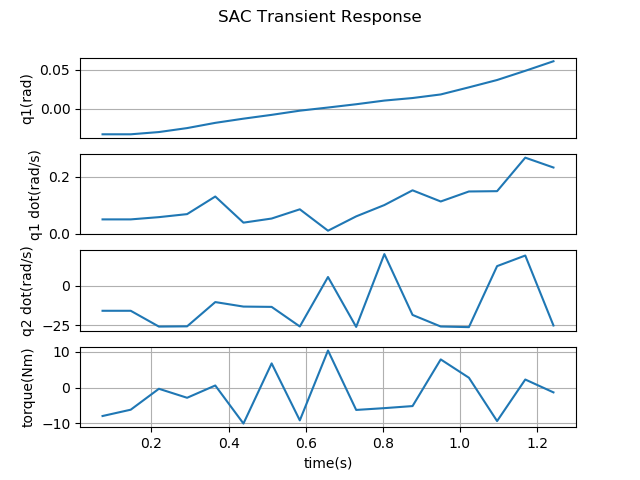 SAC Transient Response
q1(rad)
0.05
0.00
q1 dot(rad/s)
0.2
0.0
q2 dot(rad/s)
0
−25
torque(Nm)
10
0
−10
0.2 0.4 0.6 0.8 1.0 1.2
time(s)